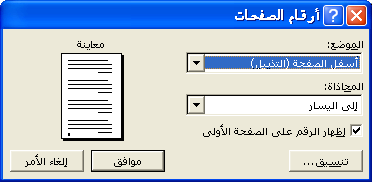 أرقام الصفحات
الموضع:
أسفل الصفحة (التذييل)
المحاذاة:
إلى اليسار
إظهار الرقم على الصفحة الأولى
معاينة
تنسيق...
موافق
إلغاء الأمر